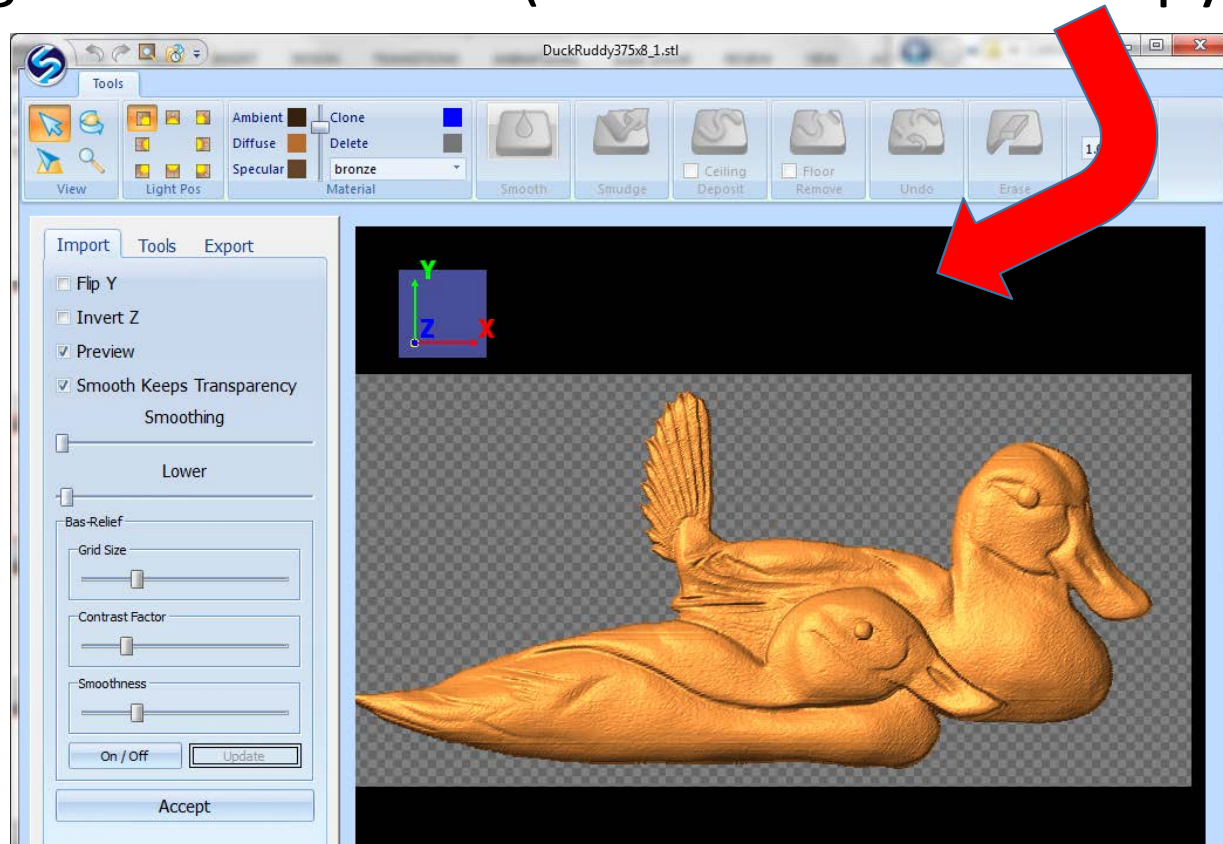 DuckRuddy375x8_1.stl
Tools
Ambient
Clone
Diffuse
Delete
Specular
bronze
Ceiling
Floor
View
Light Pos
Material
Smooth
Smudge
Deposit
Remove
Undo
Erase
Import Tools Export
Flip Y
Invert Z
Preview
Smooth Keeps Transparency
Smoothing
Lower
Bas-Relief
Grid Size
Contrast Factor
Smoothness
On / Off
Update
Accept
Y
Z
X